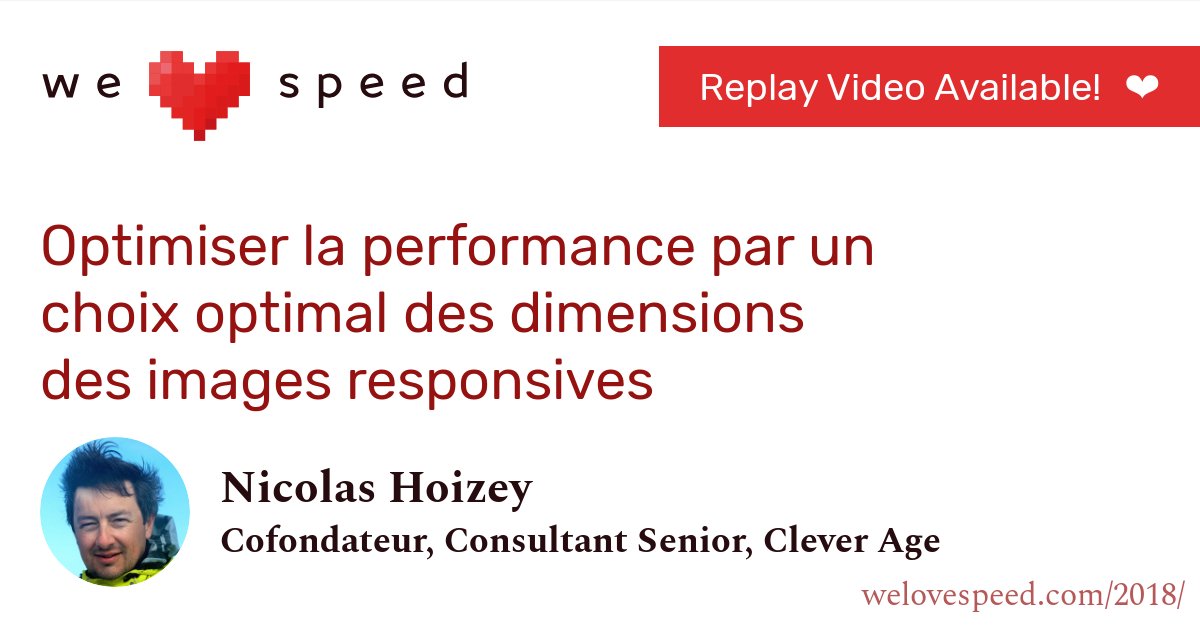 we speed
Replay Video Available! ❤
Optimiser la performance par un
choix optimal des dimensions
des images responsives
Nicolas Hoizey
Cofondateur, Consultant Senior, Clever Age
welovespeed.com/2018/